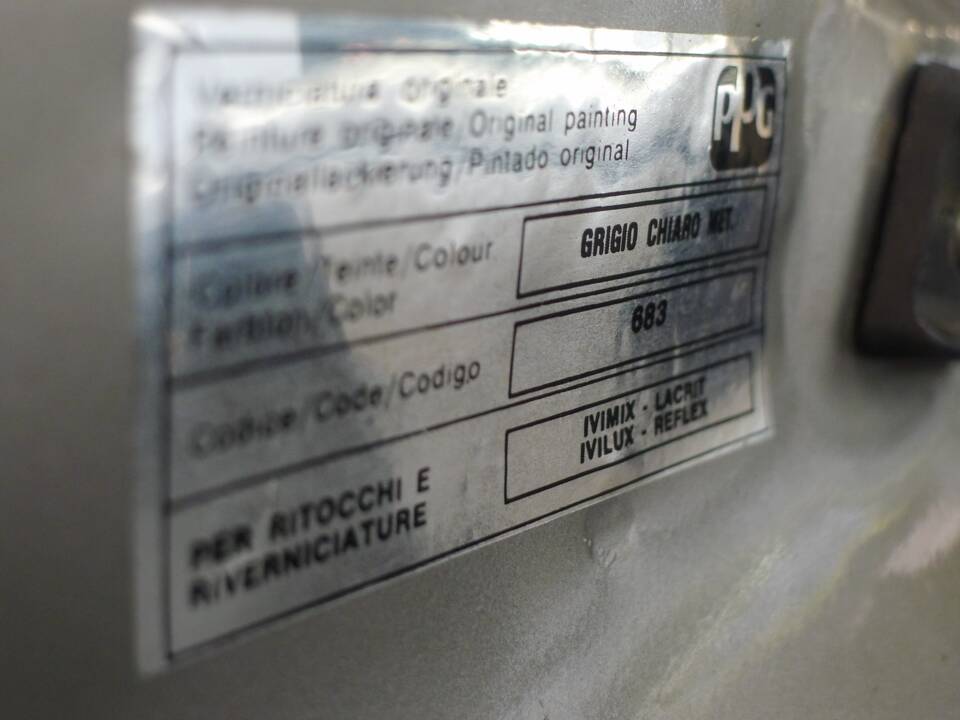 Verniciatura originale
Peinture originale/Original painting
Originallackierung/Pintado original
PPG
Colore/Teinte/Colour
Farbton/Color
GRIGIO CHIARO MET.
Codice/Code/Codigo
683
PER RITOCCHI E
RIVERNICIATURE
IVIMIX - LACRIT
IVILUX - REFLEX